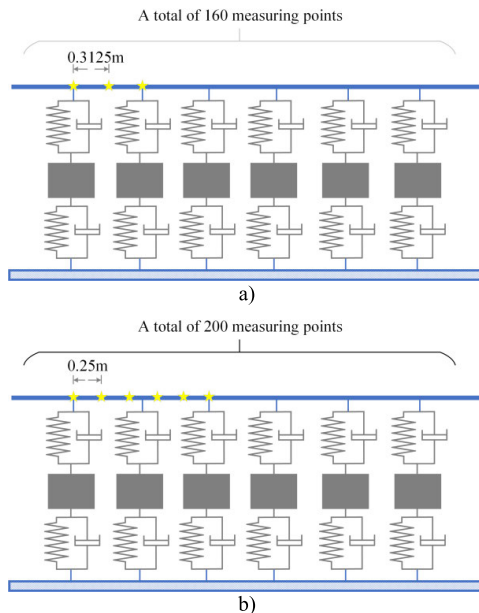 A total of 160 measuring points
0.3125m
a)
A total of 200 measuring points
0.25m
b)